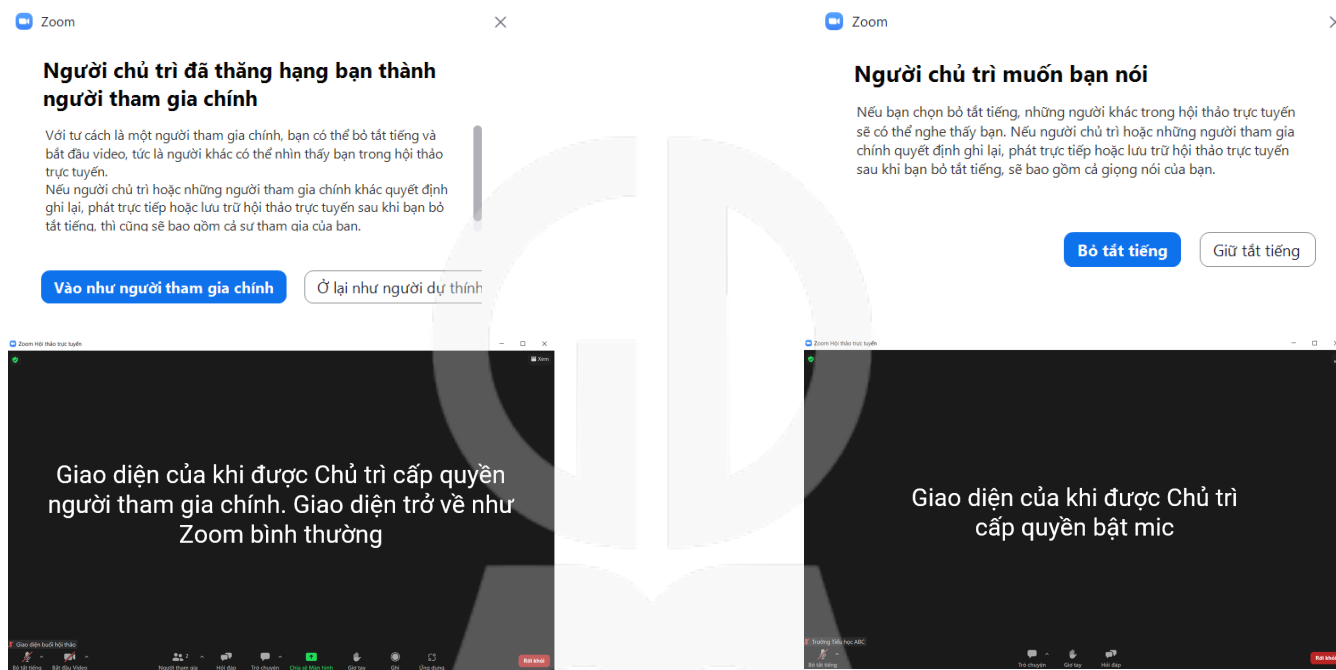 Zoom
Người chủ trì đã thăng hạng bạn thành
người tham gia chính
Với tư cách là một người tham gia chính, bạn có thể bỏ tắt tiếng và
bắt đầu video, tức là người khác có thể nhìn thấy bạn trong hội thảo
trực tuyến.
Nếu người chủ trì hoặc những người tham gia chính khác quyết định
ghi lại, phát trực tiếp hoặc lưu trữ hội thảo trực tuyến sau khi bạn bỏ
tắt tiếng, thì cũng sẽ bao gồm cả sự tham gia của bạn.
Vào như người tham gia chính
Ở lại như người dự thính
Zoom Hội thảo trực tuyến
Xem
Giao diện của khi được Chủ trì cấp quyền
người tham gia chính. Giao diện trở về như
Zoom bình thường
Giao diện buổi hội thảo
Bỏ tắt tiếng Bắt đầu Video Người tham gia 2 Hỏi đáp Trò chuyện Chia sẻ Màn hình Giơ tay Ghi Ứng dụng Rời khỏi
Zoom
Người chủ trì muốn bạn nói
Nếu bạn chọn bỏ tắt tiếng, những người khác trong hội thảo trực tuyến
sẽ có thể nghe thấy bạn. Nếu người chủ trì hoặc những người tham gia
chính quyết định ghi lại, phát trực tiếp hoặc lưu trữ hội thảo trực tuyến
sau khi bạn bỏ tắt tiếng, sẽ bao gồm cả giọng nói của bạn.
Bỏ tắt tiếng
Giữ tắt tiếng
Zoom Hội thảo trực tuyến
Giao diện của khi được Chủ trì
cấp quyền bật mic
Trường Tiểu học ABC
Bỏ tắt tiếng Trò chuyện Giơ tay Hỏi đáp Rời khỏi